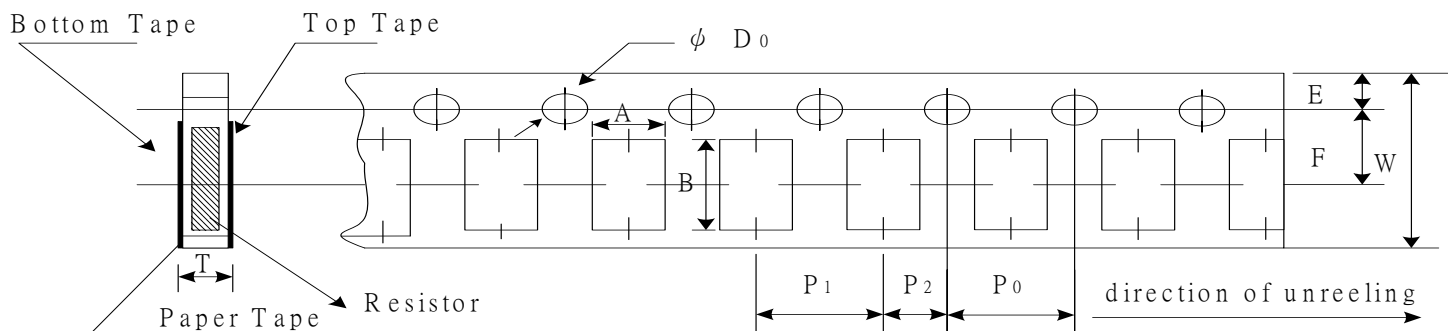 Bottom Tape
Top Tape
ϕ D₀
A
E
B
F
W
T
P₁
P₂
P₀
Resistor
direction of unreeling
Paper Tape